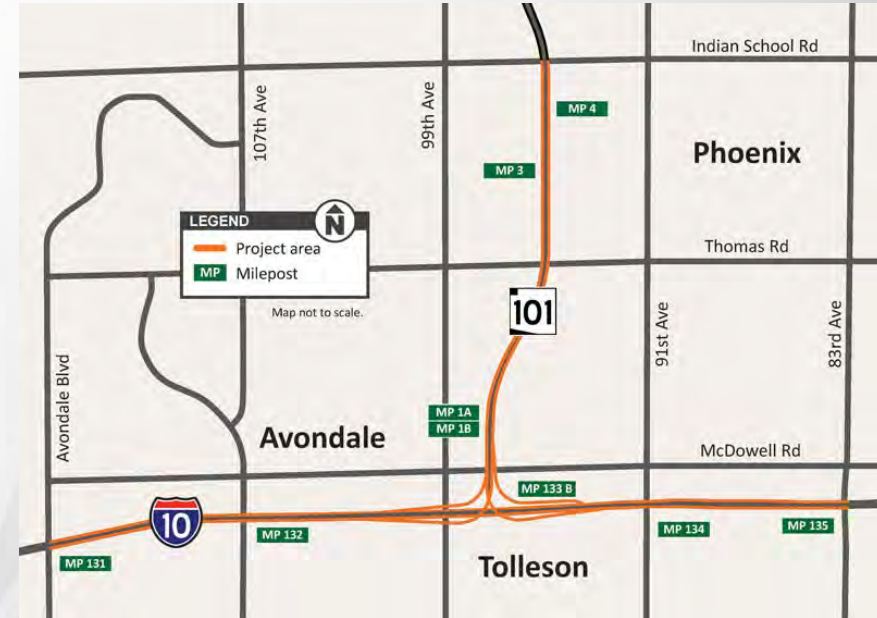 Indian School Rd
107th Ave
99th Ave
MP 4
Phoenix
MP 3
LEGEND
N
Project area
MP Milepost
Map not to scale.
Thomas Rd
101
91st Ave
83rd Ave
Avondale Blvd
MP 1A
MP 1B
Avondale
McDowell Rd
MP 133 B
10
MP 132
MP 134
MP 135
MP 131
Tolleson